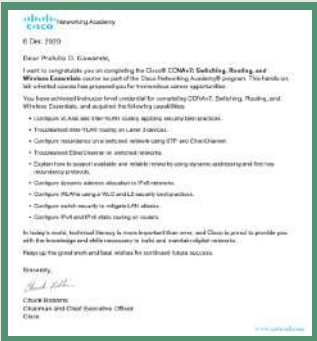 cisco Networking Academy
6 Dec 2020
Dear Prafulla D. Gawande,
I want to congratulate you on completing the Cisco® CCNAv7: Switching, Routing, and
Wireless Essentials course as part of the Cisco Networking Academy® program. This hands-on,
lab-oriented course has prepared you for tremendous career opportunities.
You have achieved instructor level credential for completing CCNAv7: Switching, Routing, and
Wireless Essentials, and acquired the following capabilities:
• Configure VLANs and Inter-VLAN routing applying security best practices.
• Troubleshoot inter-VLAN routing on Layer 3 devices.
• Configure redundancy on a switched network using STP and EtherChannel.
• Troubleshoot EtherChannel on switched networks.
• Explain how to support available and reliable networks using dynamic addressing and first-hop
redundancy protocols.
• Configure dynamic address allocation in IPv6 networks.
• Configure WLANs using a WLC and L2 security best practices.
• Configure switch security to mitigate LAN attacks.
• Configure IPv4 and IPv6 static routing on routers.
In today's world, technical literacy is more important than ever, and Cisco is proud to provide you
with the knowledge and skills necessary to build and maintain digital networks.
Keep up the great work and best wishes for continued future success.
Sincerely,
Chuck Robbins
Chairman and Chief Executive Officer
Cisco